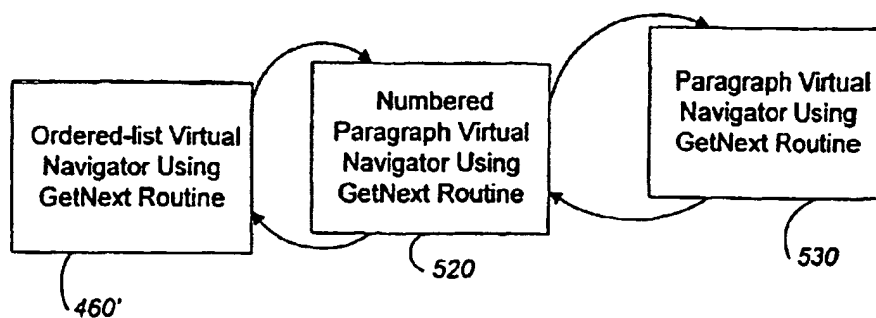 Ordered-list Virtual
Navigator Using
GetNext Routine
460'
Numbered
Paragraph Virtual
Navigator Using
GetNext Routine
520
Paragraph Virtual
Navigator Using
GetNext Routine
530